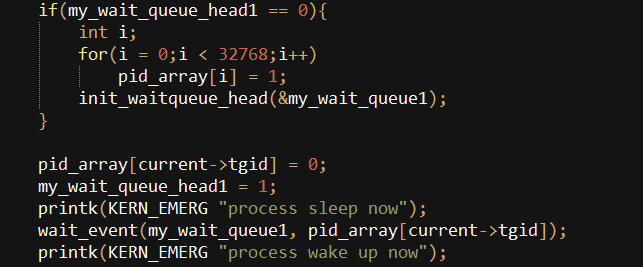 if(my_wait_queue_head1 == 0){
int i;
for(i = 0;i < 32768;i++)
pid_array[i] = 1;
init_waitqueue_head(&my_wait_queue1);
}
pid_array[current->tgid] = 0;
my_wait_queue_head1 = 1;
printk(KERN_EMERG "process sleep now");
wait_event(my_wait_queue1, pid_array[current->tgid]);
printk(KERN_EMERG "process wake up now");